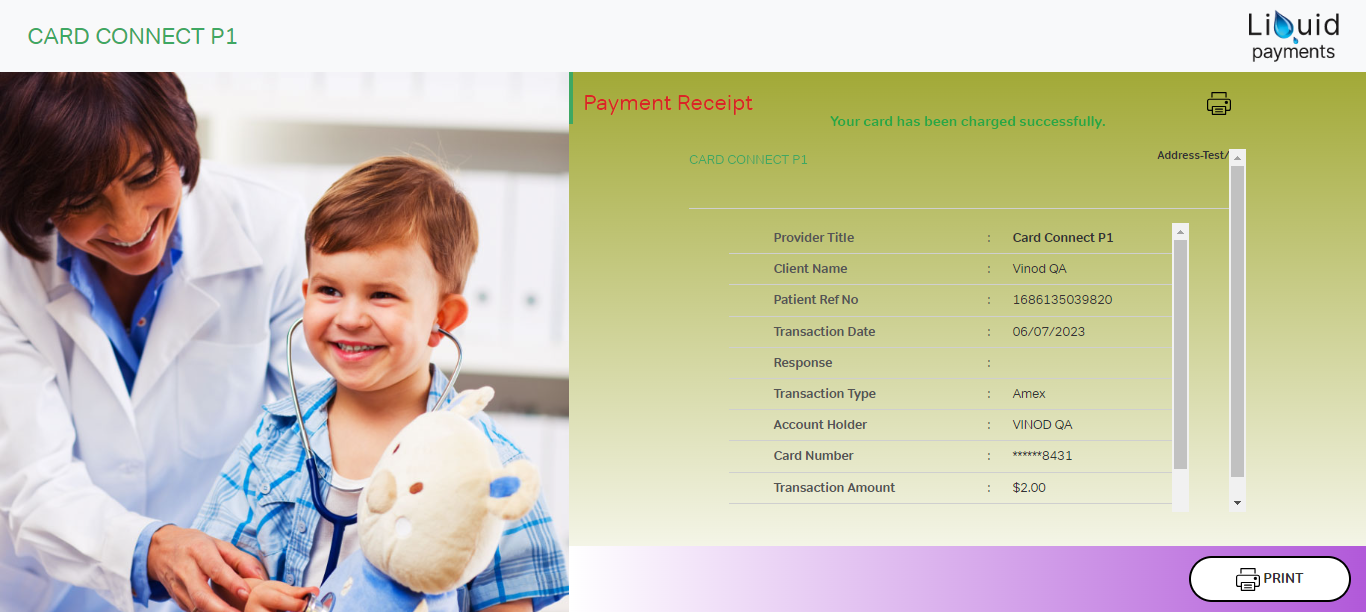 CARD CONNECT P1
Liquid
payments
Payment Receipt
Your card has been charged successfully.
CARD CONNECT P1
Address-Test/
Provider Title : Card Connect P1
Client Name : Vinod QA
Patient Ref No : 1686135039820
Transaction Date : 06/07/2023
Response :
Transaction Type : Amex
Account Holder : VINOD QA
Card Number : ******8431
Transaction Amount : $2.00
PRINT